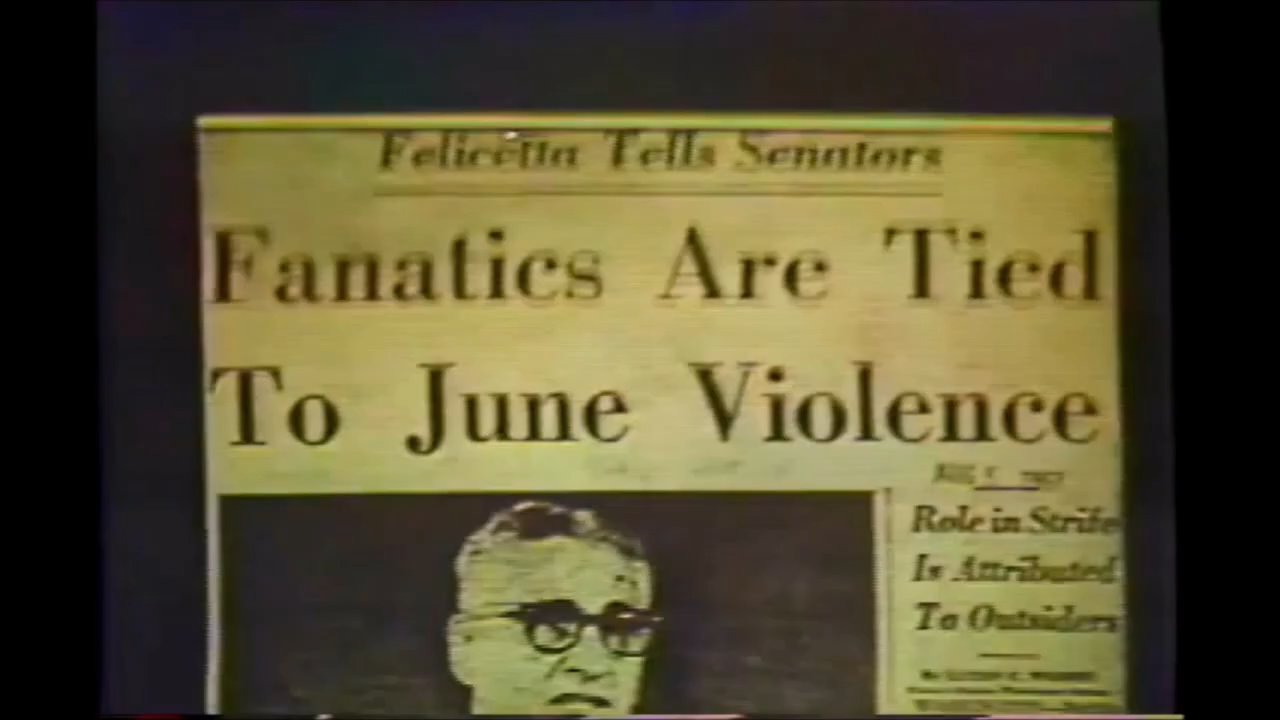 Felicetta Tells Senators
Fanatics Are Tied
To June Violence
Role in Strife
Is Attributed
To Outsiders